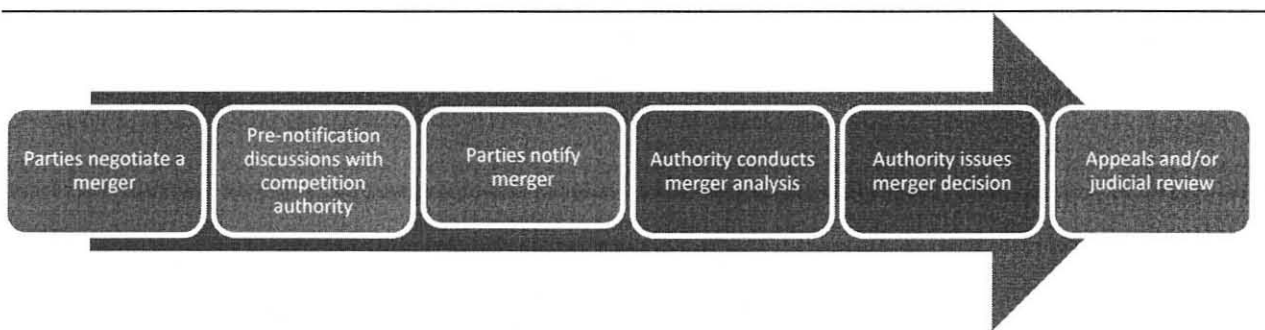 Parties negotiate a
merger
Pre-notification
discussions with
competition
authority
Parties notify
merger
Authority conducts
merger analysis
Authority issues
merger decision
Appeals and/or
judicial review